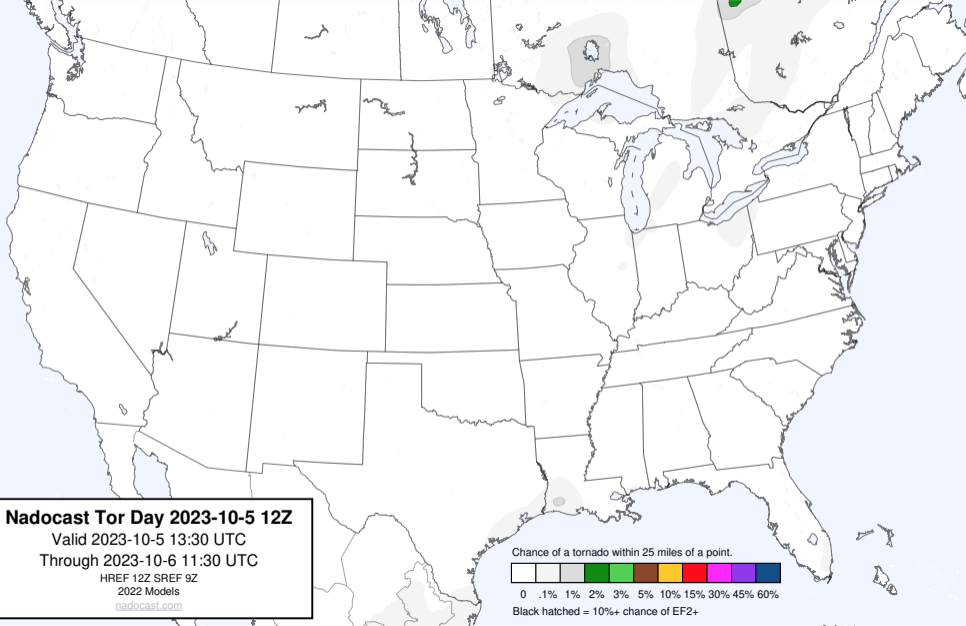 Nadocast Tor Day 2023-10-5 12Z
Valid 2023-10-5 13:30 UTC
Through 2023-10-6 11:30 UTC
HREF 12Z SREF 9Z
2022 Models
nadocast.com
Chance of a tornado within 25 miles of a point.
0 .1% 1% 2% 3% 5% 10% 15% 30% 45% 60%
Black hatched = 10%+ chance of EF2+